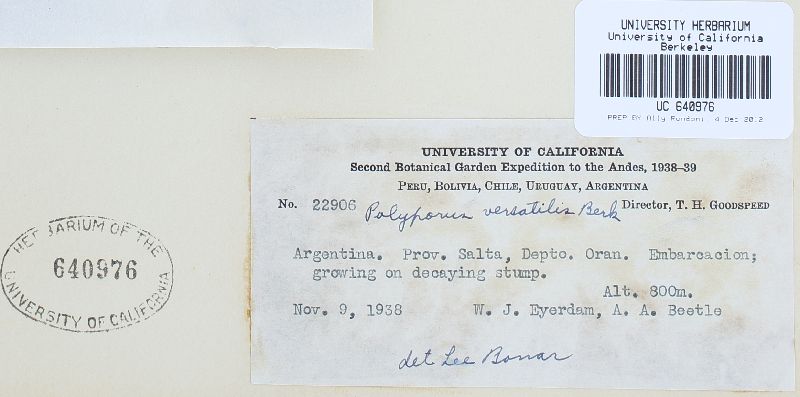 UNIVERSITY HERBARIUM
University of California
Berkeley
UC 640976
PREP BY Ally 4 Dec 2012
UNIVERSITY OF CALIFORNIA
Second Botanical Garden Expedition to the Andes, 1938–39
PERU, BOLIVIA, CHILE, URUGUAY, ARGENTINA
No. 22906 Polyporus versatilis Berk Director, T. H. GOODSPEED
Argentina. Prov. Salta, Depto. Oran. Embarcacion;
growing on decaying stump.
Alt. 800m.
Nov. 9, 1938 W. J. Eyerdam, A. A. Beetle
det Lee Bonar
HERBARIUM OF THE
640976
UNIVERSITY OF CALIFORNIA